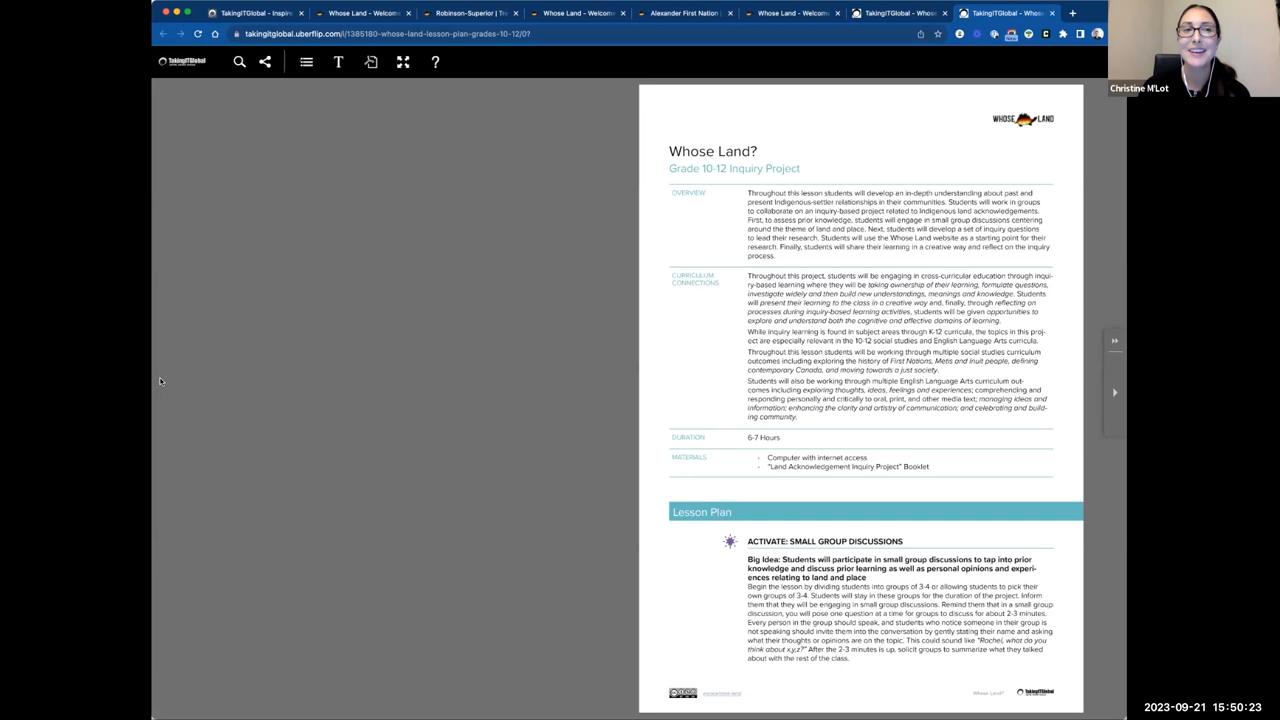 TakingITGlobal - Inspire
Whose Land - Welcome
Robinson-Superior | Tre
Whose Land - Welcome
Alexander First Nation |
Whose Land - Welcome
TakingITGlobal - Whose
TakingITGlobal - Whose
takingitglobal.uberflip.com/i/1385180-whose-land-lesson-plan-grades-10-12/0?
TakingITGlobal
Christine M'Lot
WHOSE LAND
Whose Land?
Grade 10-12 Inquiry Project
OVERVIEW
Throughout this lesson students will develop an in-depth understanding about past and
present Indigenous-settler relationships in their communities. Students will work in groups
to collaborate on an inquiry-based project related to Indigenous land acknowledgements.
First, to assess prior knowledge, students will engage in small group discussions centering
around the theme of land and place. Next, students will develop a set of inquiry questions
to lead their research. Students will use the Whose Land website as a starting point for their
research. Finally, students will share their learning in a creative way and reflect on the inquiry
process.
CURRICULUM
CONNECTIONS
Throughout this project, students will be engaging in cross-curricular education through inqui-
ry-based learning where they will be taking ownership of their learning, formulate questions,
investigate widely and then build new understandings, meanings and knowledge. Students
will present their learning to the class in a creative way and, finally, through reflecting on
processes during inquiry-based learning activities, students will be given opportunities to
explore and understand both the cognitive and affective domains of learning.
While inquiry learning is found in subject areas through K-12 curricula, the topics in this proj-
ect are especially relevant in the 10-12 social studies and English Language Arts curricula.
Throughout this lesson students will be working through multiple social studies curriculum
outcomes including exploring the history of First Nations, Metis and Inuit people, defining
contemporary Canada, and moving towards a just society.
Students will also be working through multiple English Language Arts curriculum out-
comes including exploring thoughts, ideas, feelings and experiences; comprehending and
responding personally and critically to oral, print, and other media text; managing ideas and
information; enhancing the clarity and artistry of communication; and celebrating and build-
ing community.
DURATION
6-7 Hours
MATERIALS
- Computer with internet access
- "Land Acknowledgement Inquiry Project" Booklet
Lesson Plan
ACTIVATE: SMALL GROUP DISCUSSIONS
Big Idea: Students will participate in small group discussions to tap into prior
knowledge and discuss prior learning as well as personal opinions and experi-
ences relating to land and place
Begin the lesson by dividing students into groups of 3-4 or allowing students to pick their
own groups of 3-4. Students will stay in these groups for the duration of the project. Inform
them that they will be engaging in small group discussions. Remind them that in a small group
discussion, you will pose one question at a time for groups to discuss for about 2-3 minutes.
Every person in the group should speak, and students who notice someone in their group is
not speaking should invite them into the conversation by gently stating their name and asking
what their thoughts or opinions are on the topic. This could sound like "Rachel, what do you
think about x,y,z?" After the 2-3 minutes is up, solicit groups to summarize what they talked
about with the rest of the class.
Whose Land?
TakingITGlobal
2023-09-21 15:50:23